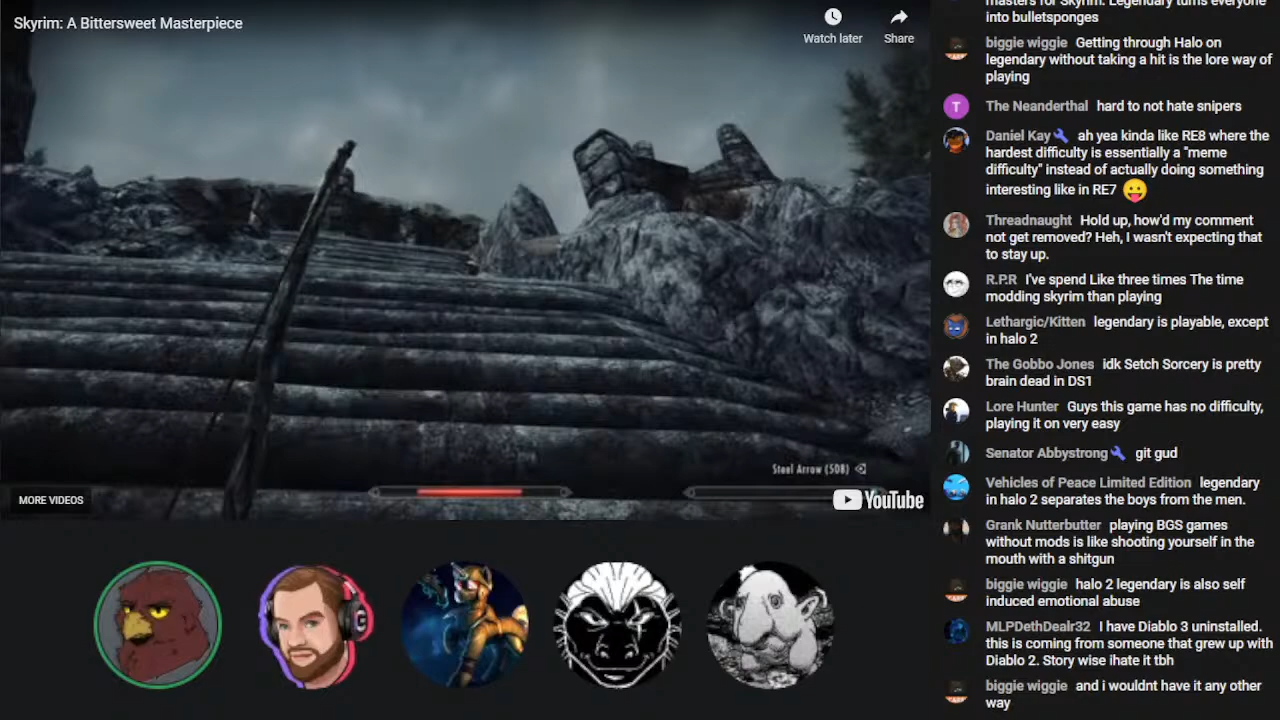 Skyrim: A Bittersweet Masterpiece
Watch later
Share
Steel Arrow (508)
MORE VIDEOS
YouTube
masters for Skyrim. Legendary turns everyone
into bulletsponges
biggie wiggie Getting through Halo on
legendary without taking a hit is the lore way of
playing
T
The Neanderthal hard to not hate snipers
Daniel Kay ah yea kinda like RE8 where the
hardest difficulty is essentially a "meme
difficulty" instead of actually doing something
interesting like in RE7
Threadnaught Hold up, how'd my comment
not get removed? Heh, I wasn't expecting that
to stay up.
R.P.R I've spend Like three times The time
modding skyrim than playing
Lethargic/Kitten legendary is playable, except
in halo 2
The Gobbo Jones idk Setch Sorcery is pretty
brain dead in DS1
Lore Hunter Guys this game has no difficulty,
playing it on very easy
Senator Abbystrong git gud
Vehicles of Peace Limited Edition legendary
in halo 2 separates the boys from the men.
Grank Nutterbutter playing BGS games
without mods is like shooting yourself in the
mouth with a shitgun
biggie wiggie halo 2 legendary is also self
induced emotional abuse
MLPDethDealr32 I have Diablo 3 uninstalled.
this is coming from someone that grew up with
Diablo 2. Story wise ihate it tbh
biggie wiggie and i wouldnt have it any other
way